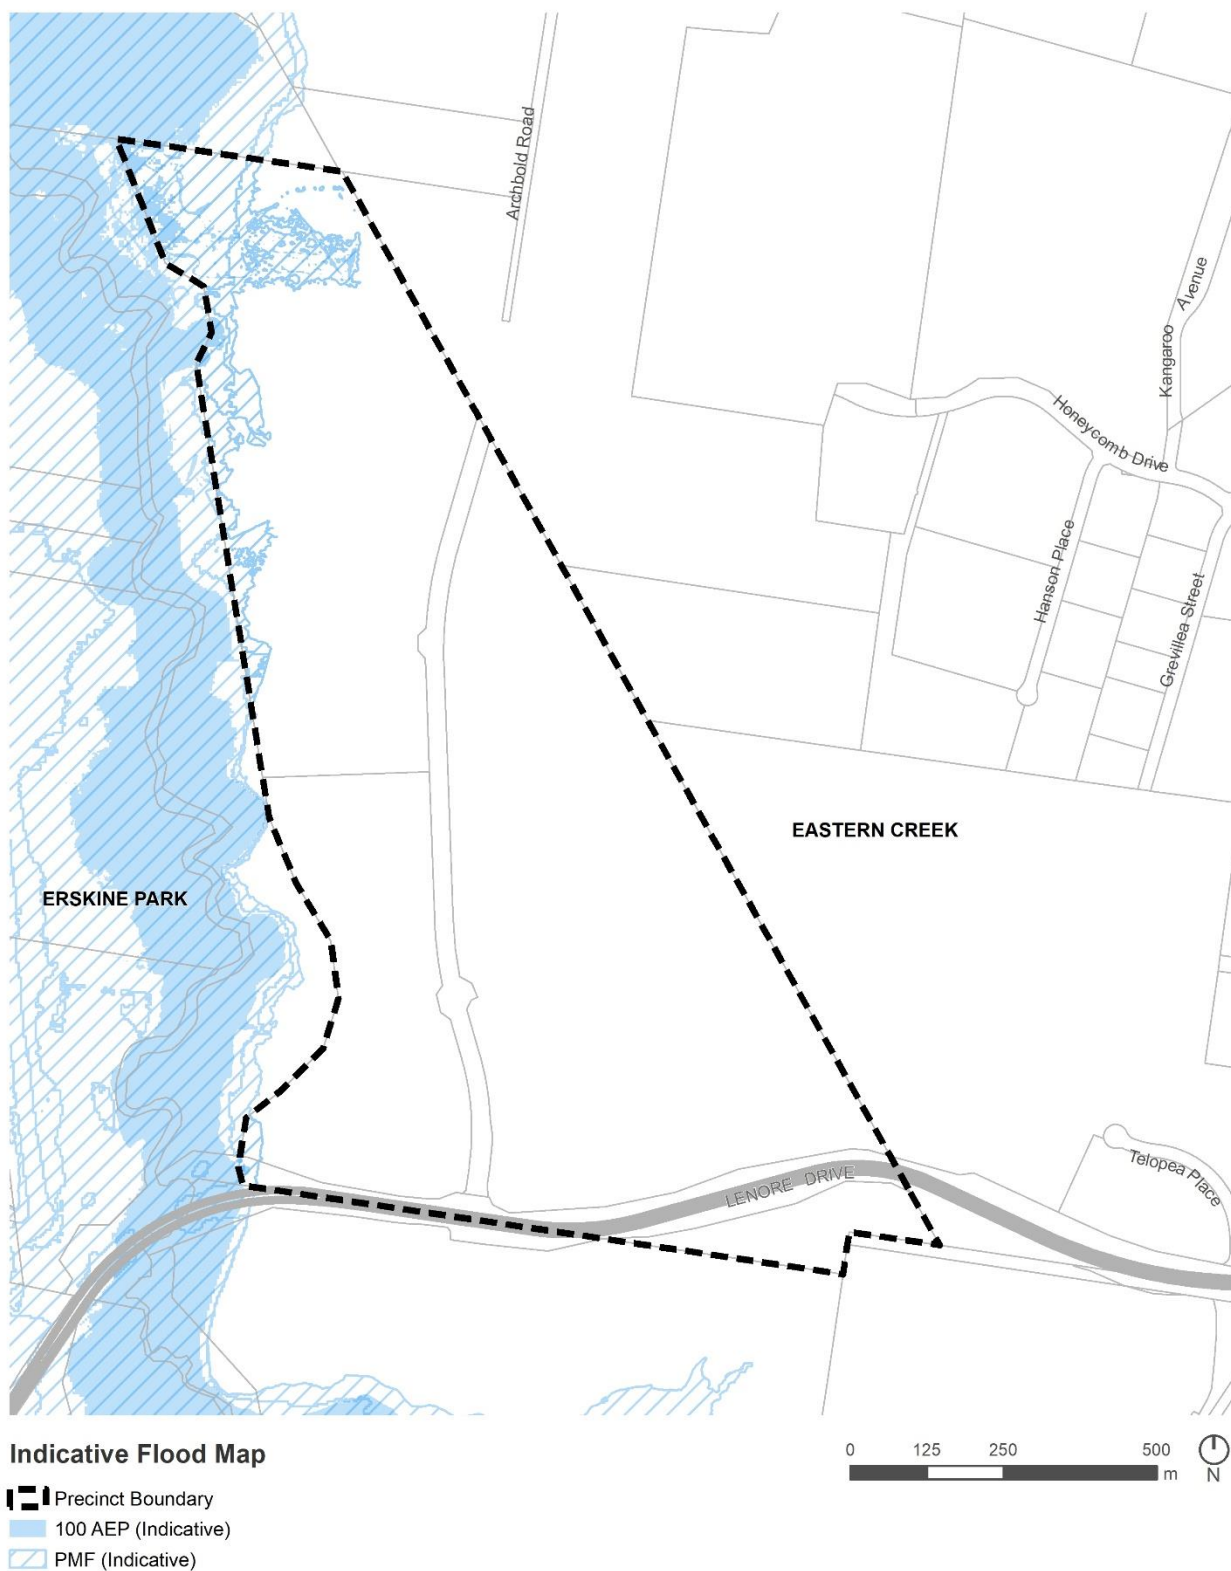 Archbold Road
Kangaroo
Avenue
Honeycomb Drive
Hanson Place
Grevillea Street
EASTERN CREEK
ERSKINE PARK
Telopea Place
LENORE DRIVE
Indicative Flood Map
0 125 250 500
m
N
Precinct Boundary
100 AEP (Indicative)
PMF (Indicative)